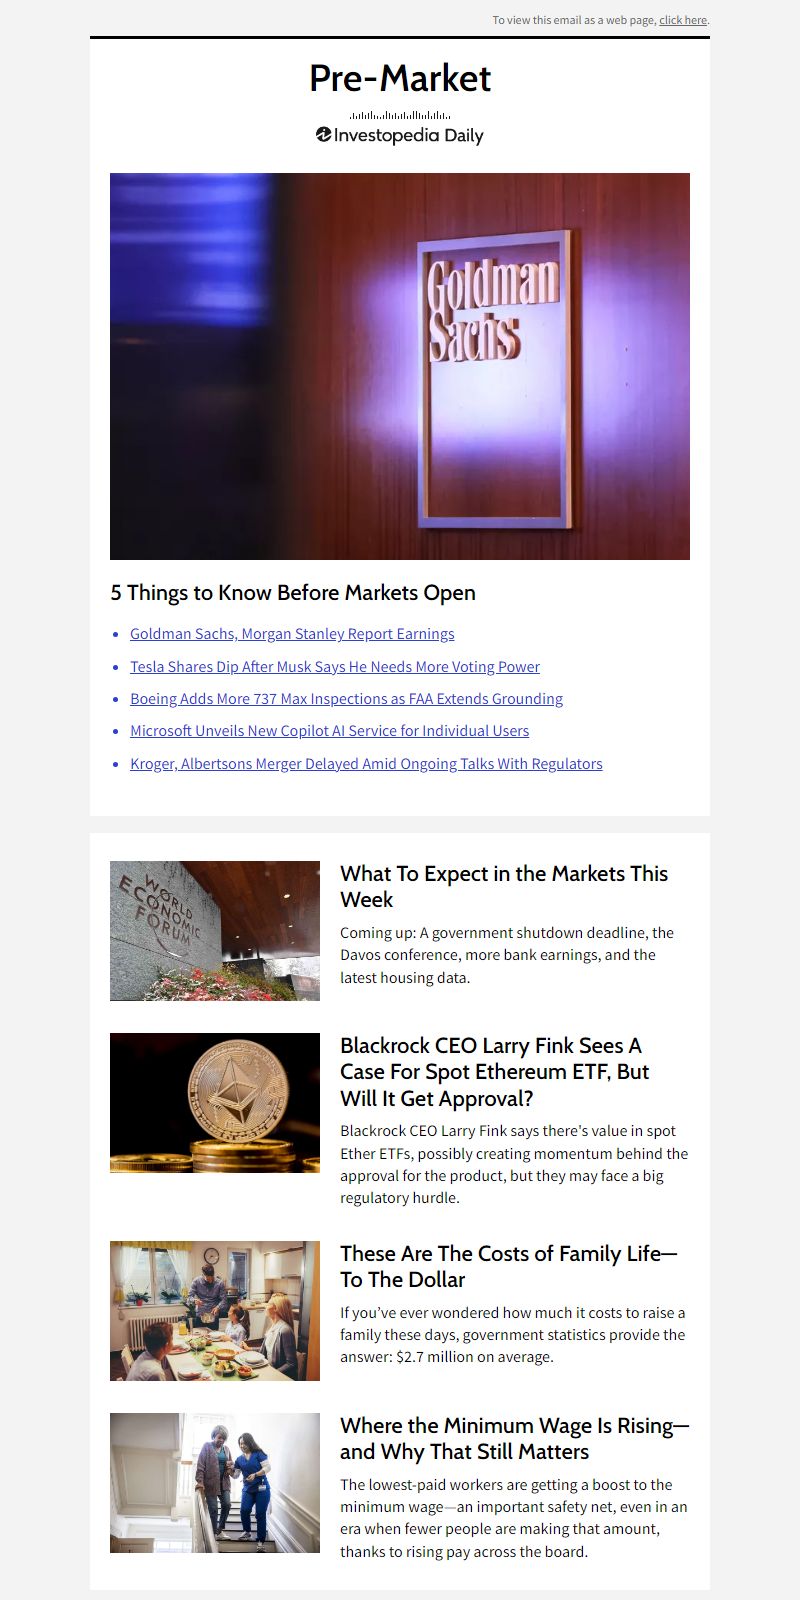 To view this email as a web page, click here.
Pre-Market
Investopedia Daily
Goldman
Sachs
5 Things to Know Before Markets Open
Goldman Sachs, Morgan Stanley Report Earnings
Tesla Shares Dip After Musk Says He Needs More Voting Power
Boeing Adds More 737 Max Inspections as FAA Extends Grounding
Microsoft Unveils New Copilot AI Service for Individual Users
Kroger, Albertsons Merger Delayed Amid Ongoing Talks With Regulators
WORLD
ECONOMIC
FORUM
What To Expect in the Markets This
Week
Coming up: A government shutdown deadline, the
Davos conference, more bank earnings, and the
latest housing data.
Blackrock CEO Larry Fink Sees A
Case For Spot Ethereum ETF, But
Will It Get Approval?
Blackrock CEO Larry Fink says there's value in spot
Ether ETFs, possibly creating momentum behind the
approval for the product, but they may face a big
regulatory hurdle.
These Are The Costs of Family Life—
To The Dollar
If you’ve ever wondered how much it costs to raise a
family these days, government statistics provide the
answer: $2.7 million on average.
Where the Minimum Wage Is Rising—
and Why That Still Matters
The lowest-paid workers are getting a boost to the
minimum wage—an important safety net, even in an
era when fewer people are making that amount,
thanks to rising pay across the board.